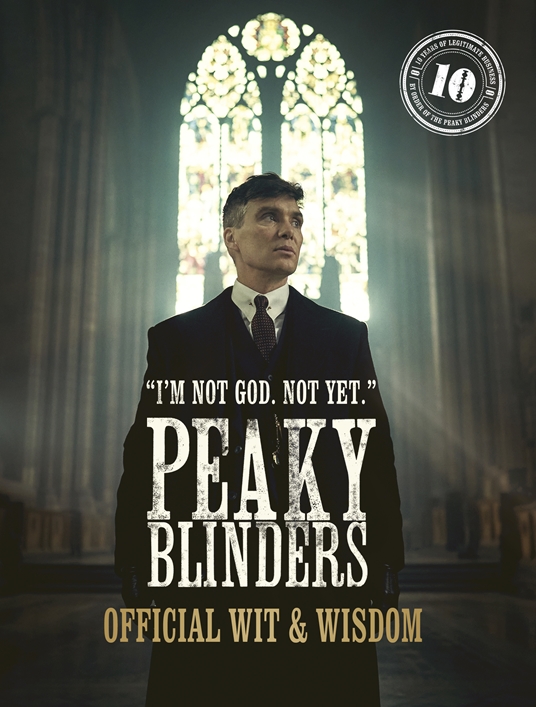 10 YEARS OF LEGITIMATE BUSINESS
10
BY ORDER OF THE PEAKY BLINDERS
“I’M NOT GOD. NOT YET.”
PEAKY
BLINDERS
OFFICIAL WIT & WISDOM